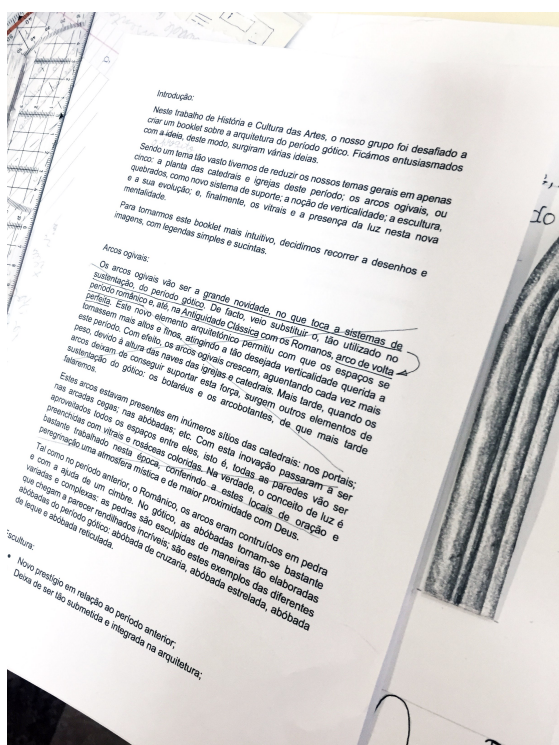 Introdução:
Neste trabalho de História e Cultura das Artes, o nosso grupo foi desafiado a
criar um booklet sobre a arquitetura do período gótico. Ficámos entusiasmados
com a ideia, deste modo, surgiram várias ideias.
Sendo um tema tão vasto tivemos de reduzir os nossos temas gerais em apenas
cinco: a planta das catedrais e igrejas deste período; os arcos ogivais, ou
quebrados, como novo sistema de suporte; a noção de verticalidade; a escultura,
e a sua evolução; e, finalmente, os vitrais e a presença da luz nesta nova
mentalidade.
Para tornarmos este booklet mais intuitivo, decidimos recorrer a desenhos e
imagens, com legendas simples e sucintas.
Arcos ogivais:
Os arcos ogivais vão ser a grande novidade, no que toca a sistemas de
sustentação, do período gótico. De facto, veio substituir o, tão utilizado no
período românico e, até, na Antiguidade Clássica com os Romanos, arco de volta
perfeita. Este novo elemento arquitetónico permitiu com que os espaços se
tornassem mais altos e finos, atingindo a tão desejada verticalidade querida a
este período. Com efeito, os arcos ogivais crescem, aguentando cada vez mais
peso, devido à altura das naves das igrejas e catedrais. Mais tarde, quando os
arcos deixam de conseguir suportar esta força, surgem outros elementos de
sustentação do gótico: os botaréus e os arcobotantes, de que mais tarde
falaremos.
Estes arcos estavam presentes em inúmeros sítios das catedrais: nos portais;
nas arcadas cegas; nas abóbadas; etc. Com esta inovação passaram a ser
aproveitados todos os espaços entre eles, isto é, todas as paredes vão ser
preenchidas com vitrais e rosáceas coloridas. Na verdade, o conceito de luz é
bastante trabalhado nesta época, conferindo a estes locais de oração e
peregrinação uma atmosfera mística e de maior proximidade com Deus.
Tal como no período anterior, o Românico, os arcos eram contruídos em pedra
e com a ajuda de um cimbre. No gótico, as abóbadas tornam-se bastante
variadas e complexas: as pedras são esculpidas de maneiras tão elaboradas
que chegam a parecer rendilhados incríveis; são estes exemplos das diferentes
abóbadas do período gótico: abóbada de cruzaria, abóbada estrelada, abóbada
de leque e abóbada reticulada.
Escultura:
• Novo prestígio em relação ao período anterior;
Deixa de ser tão submetida e integrada na arquitetura;